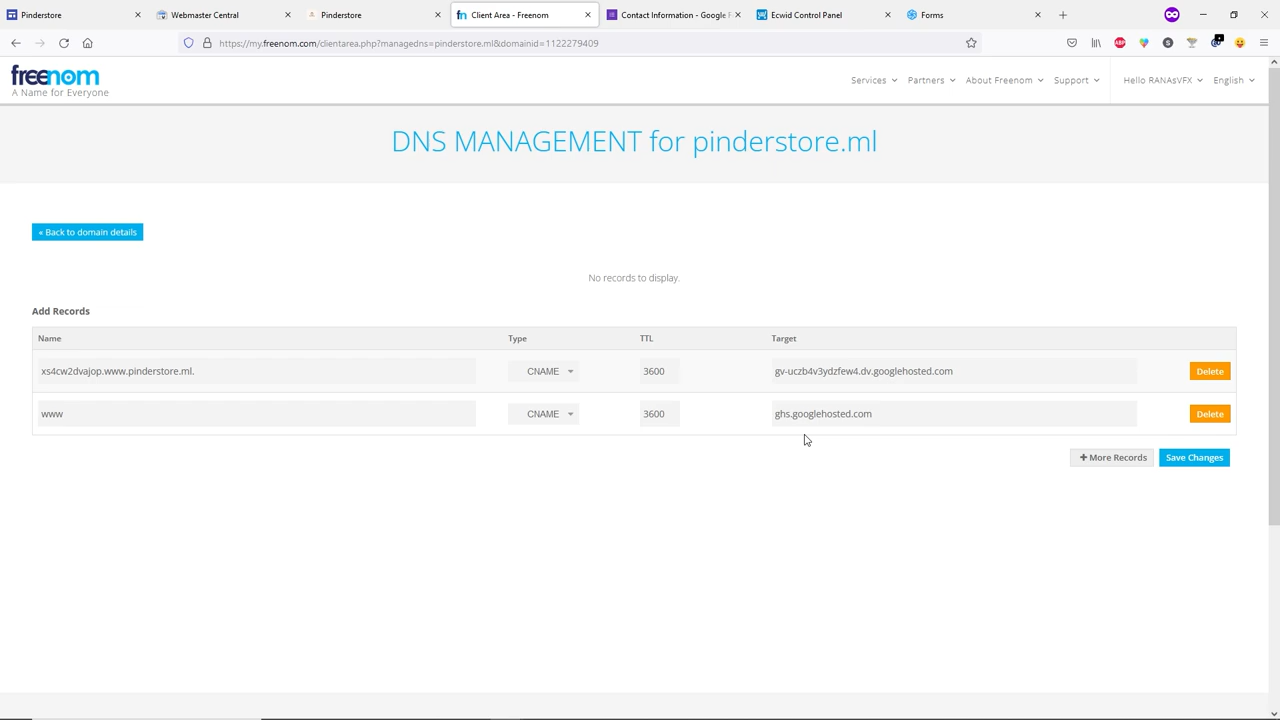 Pinderstore
Webmaster Central
Pinderstore
Client Area - Freenom
Contact Information - Google F
Ecwid Control Panel
Forms
https://my.freenom.com/clientarea.php?managedns=pinderstore.ml&domainid=1123279409
freenom
A Name for Everyone
Services
Partners
About Freenom
Support
Hello RANAsVFX
English
DNS MANAGEMENT for pinderstore.ml
« Back to domain details
No records to display.
Add Records
Name Type TTL Target
xs4cw2dvajop.www.pinderstore.ml. CNAME 3600 gv-uczb4v3ydzfew4.dv.googlehosted.com Delete
www CNAME 3600 ghs.googlehosted.com Delete
+ More Records Save Changes